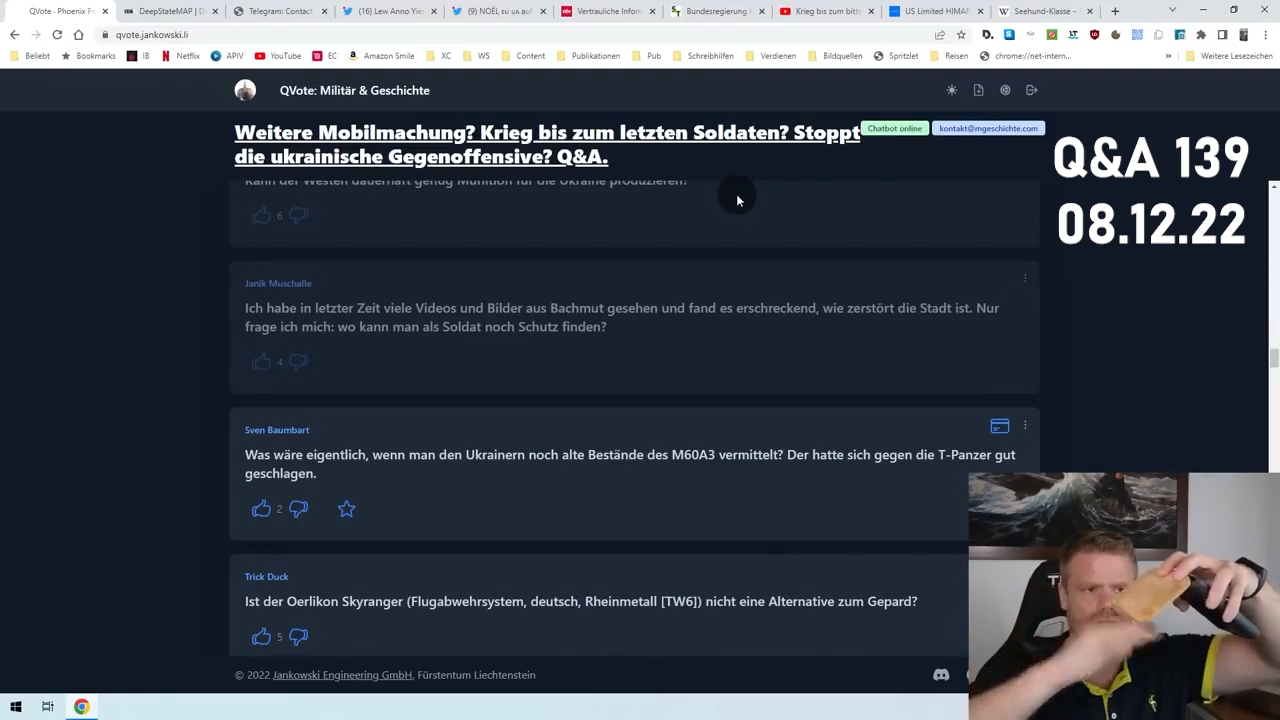 QVote - Phoenix Fr
DeepStateMAP | D
Telegram: Contact
(16) Lew Anno
(9) NOËL
Vertrauliche Infor
Bundesregierung
Krieg bis zum bitt
US Limited HIMAR
Seehund-Klasse –
qvote.jankowski.li
Beliebt
Bookmarks
IB
Netflix
APIV
YouTube
EC
Amazon Smile
XC
WS
Content
Publikationen
Pub
Schreibhilfen
Verdienen
Bildquellen
Spritzlet
Reisen
chrome://net-intern...
»
Weitere Lesezeichen
QVote: Militär & Geschichte
Weitere Mobilmachung? Krieg bis zum letzten Soldaten? Stoppt
die ukrainische Gegenoffensive? Q&A.
Chatbot online
kontakt@mgeschichte.com
Q&A 139
08.12.22
Kann der Westen dauerhaft genug Munition für die Ukraine produzieren?
6
Janik Muschalle
Ich habe in letzter Zeit viele Videos und Bilder aus Bachmut gesehen und fand es erschreckend, wie zerstört die Stadt ist. Nur
frage ich mich: wo kann man als Soldat noch Schutz finden?
4
Sven Baumbart
Was wäre eigentlich, wenn man den Ukrainern noch alte Bestände des M60A3 vermittelt? Der hatte sich gegen die T-Panzer gut
geschlagen.
2
Trick Duck
Ist der Oerlikon Skyranger (Flugabwehrsystem, deutsch, Rheinmetall [TW6]) nicht eine Alternative zum Gepard?
5
© 2022 Jankowski Engineering GmbH, Fürstentum Liechtenstein